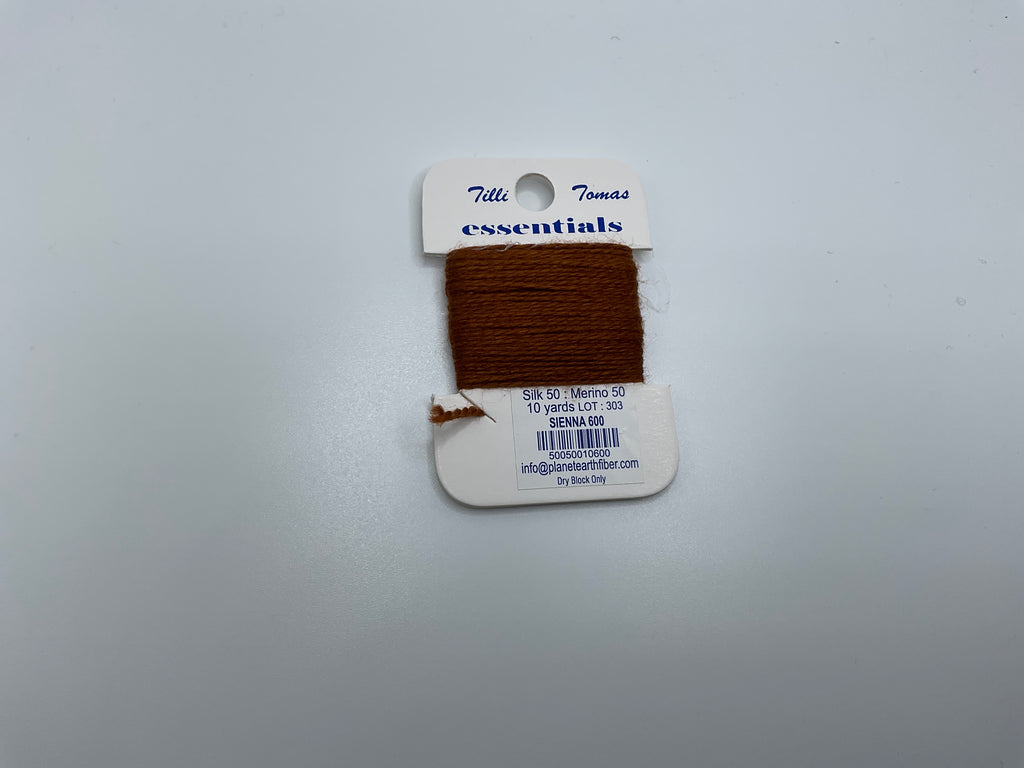 Tilli Tomas
essentials
Silk 50 : Merino 50
10 yards LOT : 303
SIENNA 600
50050010600
info@planetearthfiber.com
Dry Block Only